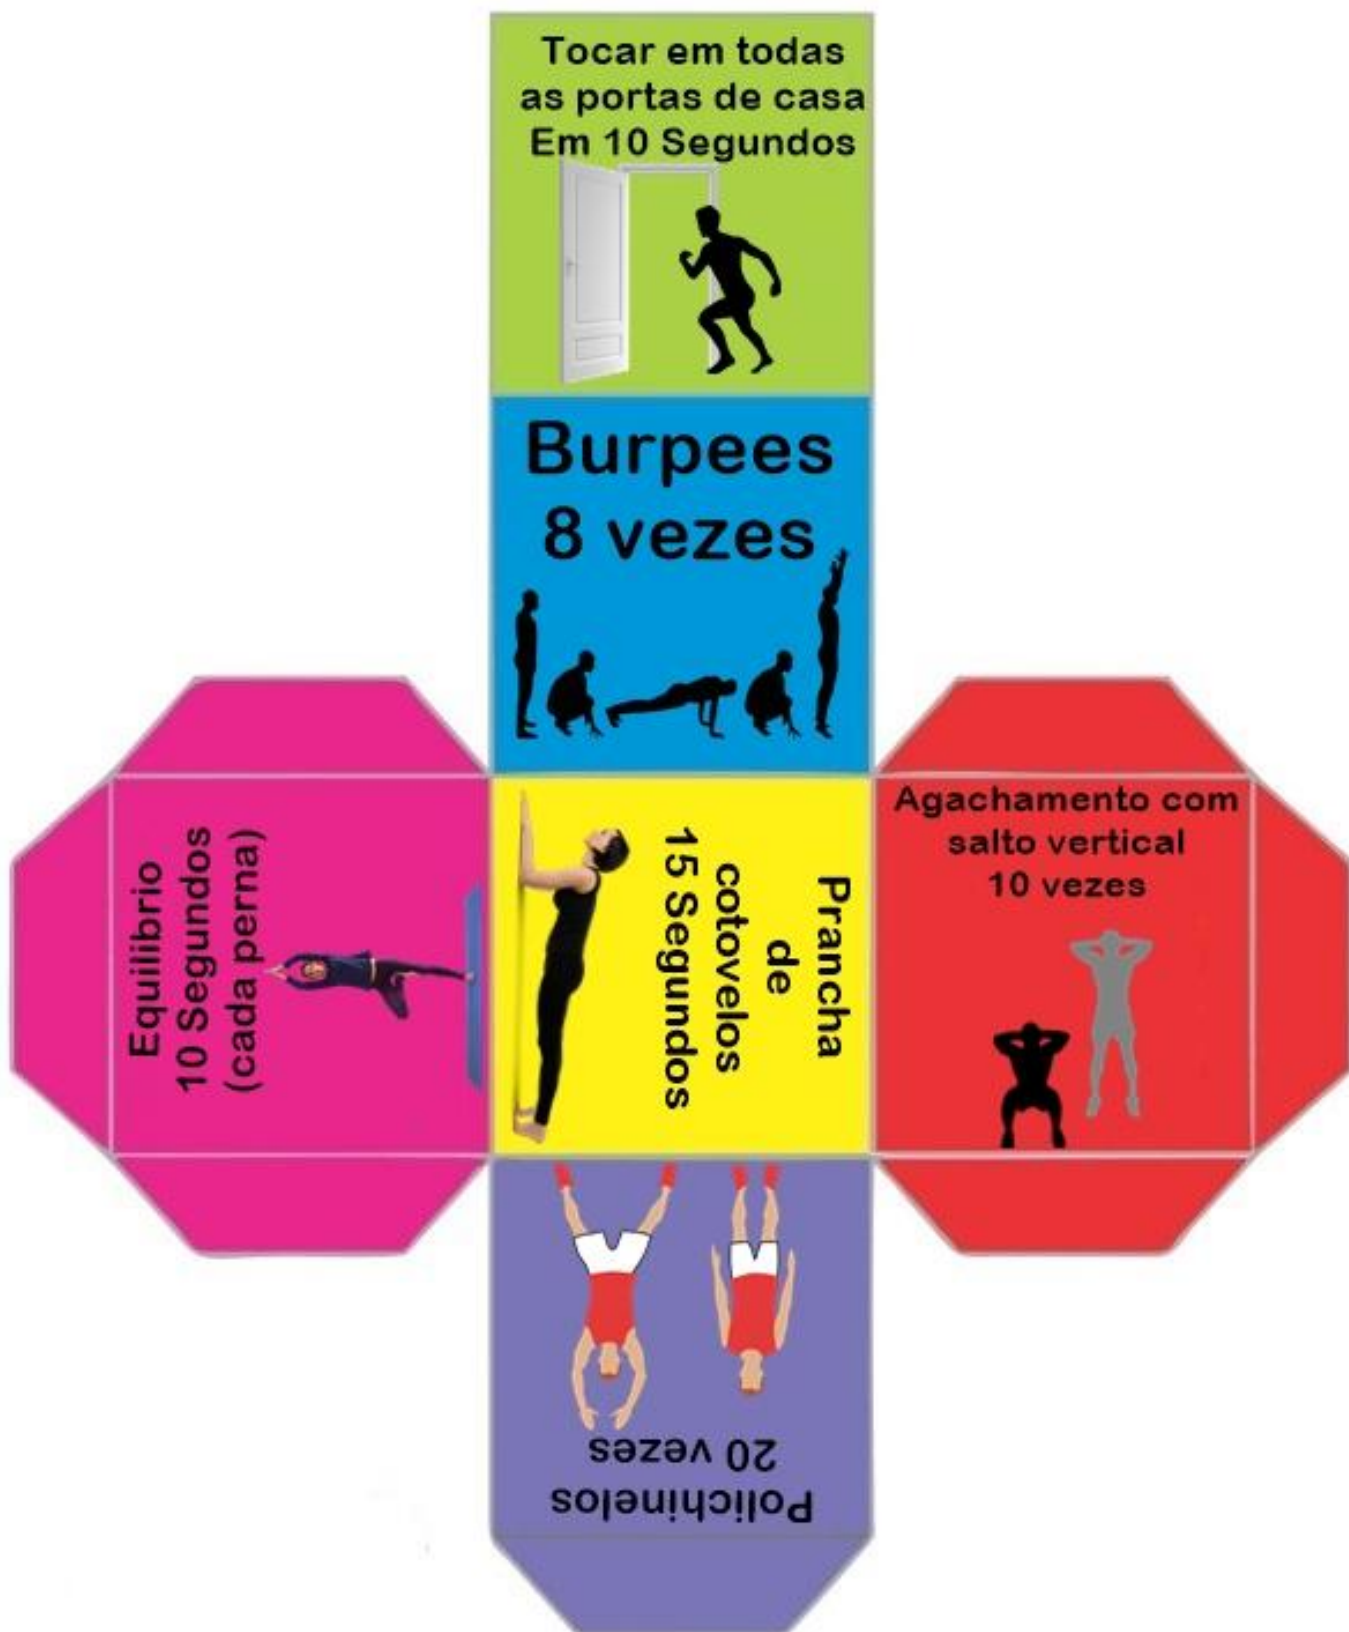 Tocar em todas
as portas de casa
Em 10 Segundos
Burpees
8 vezes
Equilibrio
10 Segundos
(cada perna)
Prancha
de
cotovelos
15 Segundos
Agachamento com
salto vertical
10 vezes
Polichinelos
20 vezes